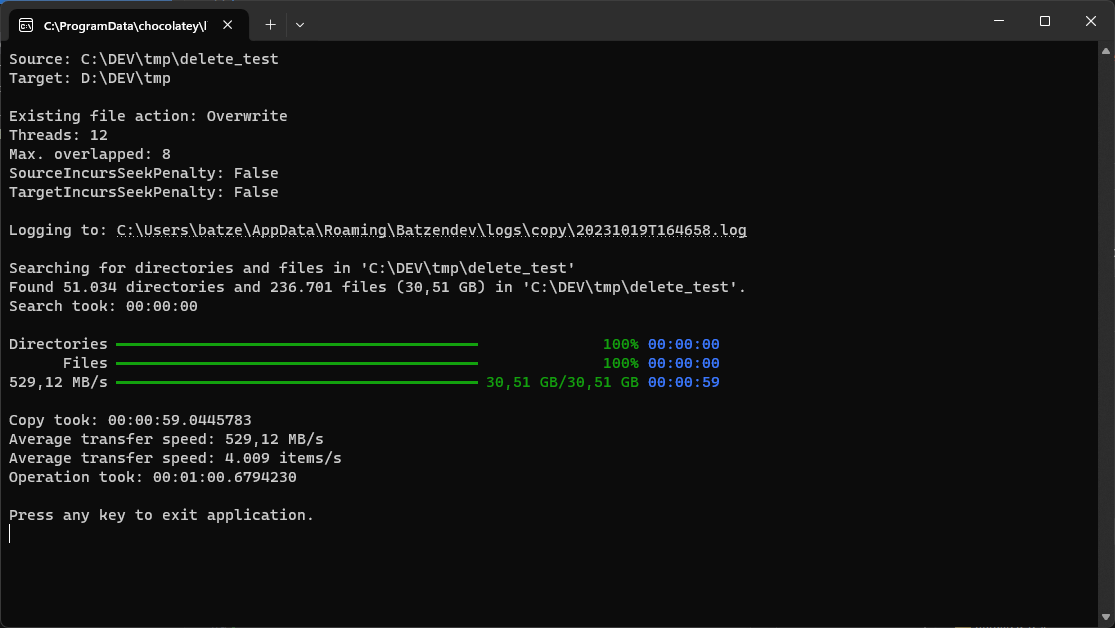 C:\ProgramData\chocolatey\l
Source: C:\DEV\tmp\delete_test
Target: D:\DEV\tmp
Existing file action: Overwrite
Threads: 12
Max. overlapped: 8
SourceIncursSeekPenalty: False
TargetIncursSeekPenalty: False
Logging to: C:\Users\batze\AppData\Roaming\Batzendev\logs\copy\20231019T164658.log
Searching for directories and files in 'C:\DEV\tmp\delete_test'
Found 51.034 directories and 236.701 files (30,51 GB) in 'C:\DEV\tmp\delete_test'.
Search took: 00:00:00
Directories 100% 00:00:00
Files 100% 00:00:00
529,12 MB/s 30,51 GB/30,51 GB 00:00:59
Copy took: 00:00:59.0445783
Average transfer speed: 529,12 MB/s
Average transfer speed: 4.009 items/s
Operation took: 00:01:00.6794230
Press any key to exit application.